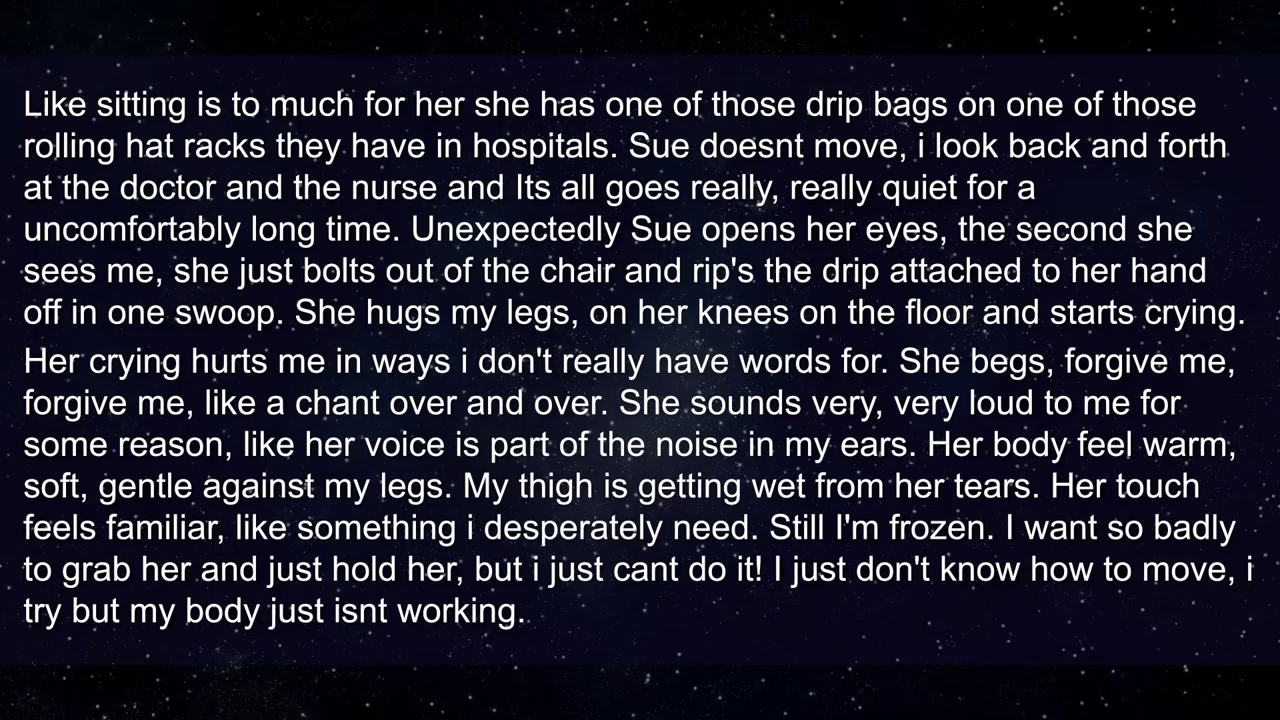 Like sitting is to much for her she has one of those drip bags on one of those
rolling hat racks they have in hospitals. Sue doesnt move, i look back and forth
at the doctor and the nurse and Its all goes really, really quiet for a
uncomfortably long time. Unexpectedly Sue opens her eyes, the second she
sees me, she just bolts out of the chair and rip's the drip attached to her hand
off in one swoop. She hugs my legs, on her knees on the floor and starts crying.
Her crying hurts me in ways i don't really have words for. She begs, forgive me,
forgive me, like a chant over and over. She sounds very, very loud to me for
some reason, like her voice is part of the noise in my ears. Her body feel warm,
soft, gentle against my legs. My thigh is getting wet from her tears. Her touch
feels familiar, like something i desperately need. Still I'm frozen. I want so badly
to grab her and just hold her, but i just cant do it! I just don't know how to move, i
try but my body just isnt working.